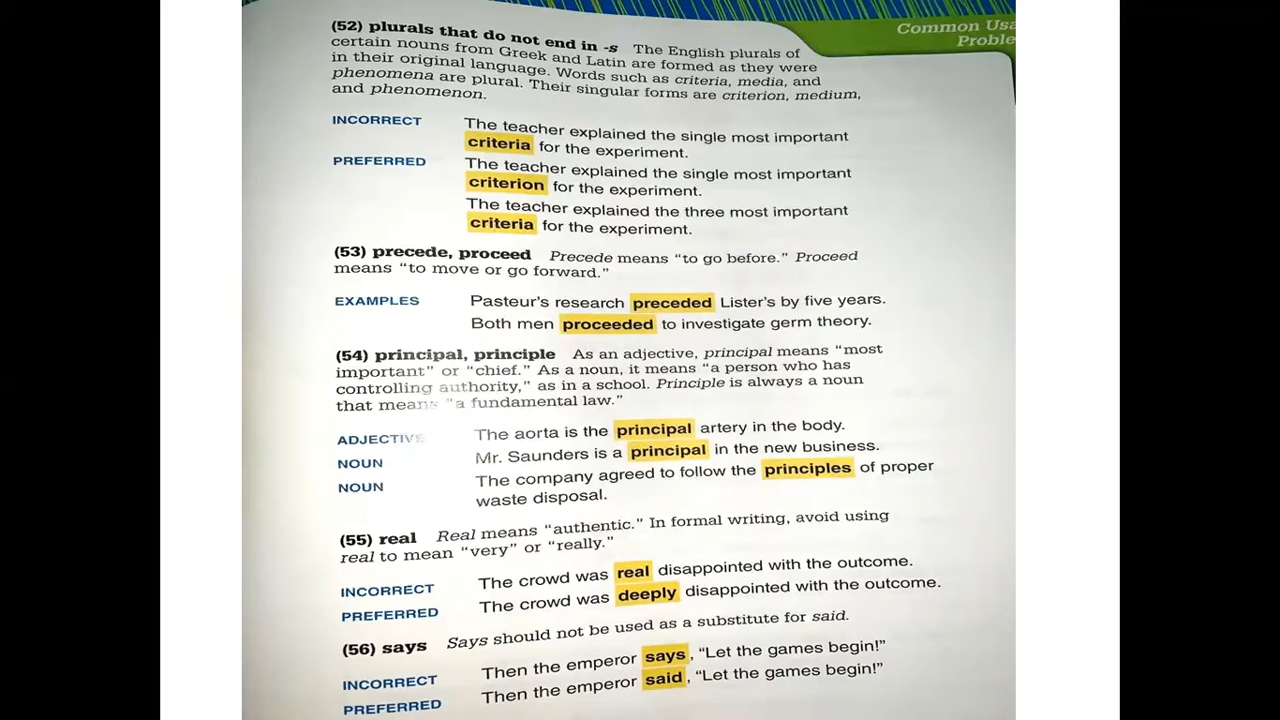 Common Usa
Proble
(52) plurals that do not end in -s The English plurals of
certain nouns from Greek and Latin are formed as they were
in their original language. Words such as criteria, media, and
phenomena are plural. Their singular forms are criterion, medium,
and phenomenon.
INCORRECT The teacher explained the single most important
criteria for the experiment.
PREFERRED The teacher explained the single most important
criterion for the experiment.
The teacher explained the three most important
criteria for the experiment.
(53) precede, proceed Precede means “to go before.” Proceed
means “to move or go forward.”
EXAMPLES Pasteur’s research preceded Lister’s by five years.
Both men proceeded to investigate germ theory.
(54) principal, principle As an adjective, principal means “most
important” or “chief.” As a noun, it means “a person who has
controlling authority,” as in a school. Principle is always a noun
that means “a fundamental law.”
ADJECTIVE The aorta is the principal artery in the body.
NOUN Mr. Saunders is a principal in the new business.
NOUN The company agreed to follow the principles of proper
waste disposal.
(55) real Real means “authentic.” In formal writing, avoid using
real to mean “very” or “really.”
INCORRECT The crowd was real disappointed with the outcome.
PREFERRED The crowd was deeply disappointed with the outcome.
(56) says Says should not be used as a substitute for said.
INCORRECT Then the emperor says, “Let the games begin!”
PREFERRED Then the emperor said, “Let the games begin!”